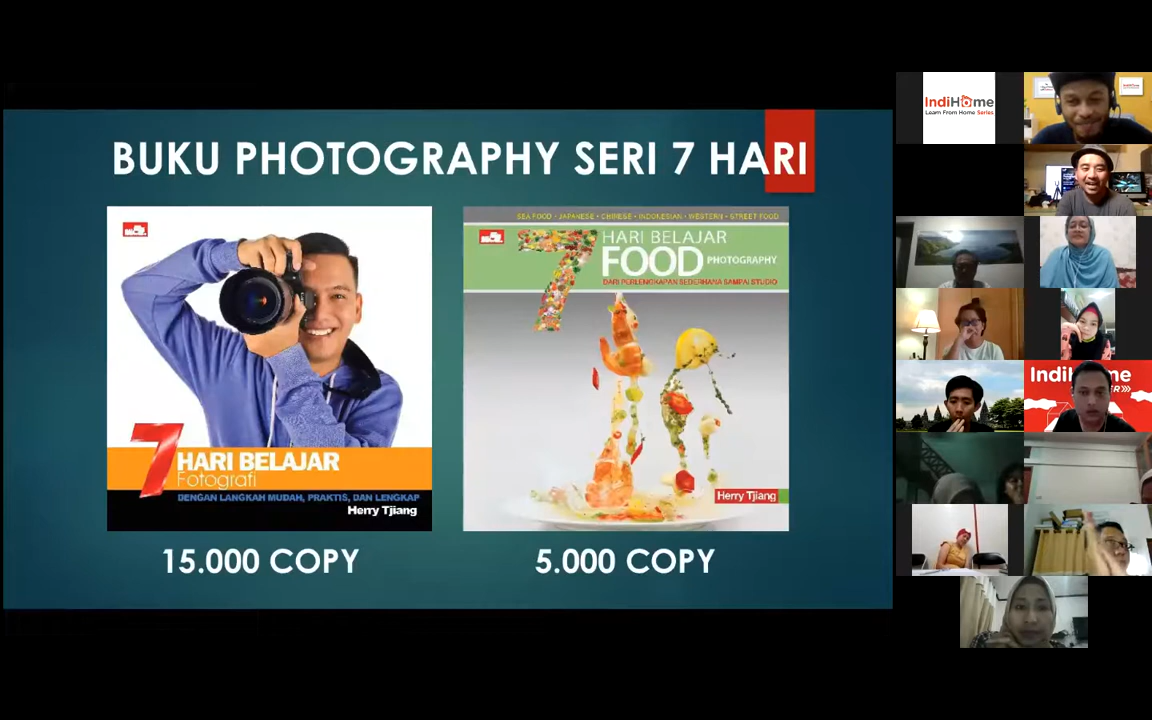 BUKU PHOTOGRAPHY SERI 7 HARI
7 HARI BELAJAR
Fotografi
DENGAN LANGKAH MUDAH, PRAKTIS, DAN LENGKAP
Herry Tjiang
15.000 COPY
SEA FOOD • JAPANESE • CHINESE • INDONESIAN • WESTERN • STREET FOOD
7 HARI BELAJAR
FOOD PHOTOGRAPHY
DARI PERLENGKAPAN SEDERHANA SAMPAI STUDIO
Herry Tjiang
5.000 COPY
IndiHome
Learn From Home Series
IndiHome